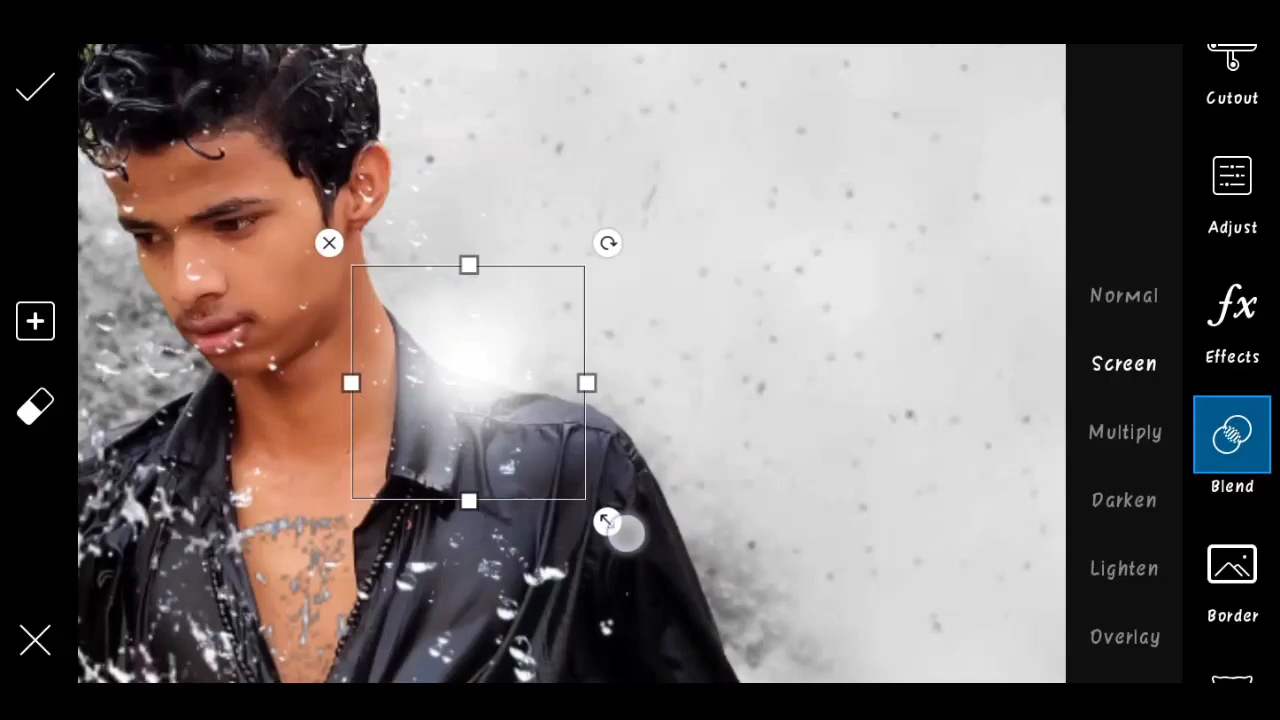 Cutout
Adjust
fx
Effects
Normal
Screen
Multiply
Darken
Lighten
Overlay
Blend
Border